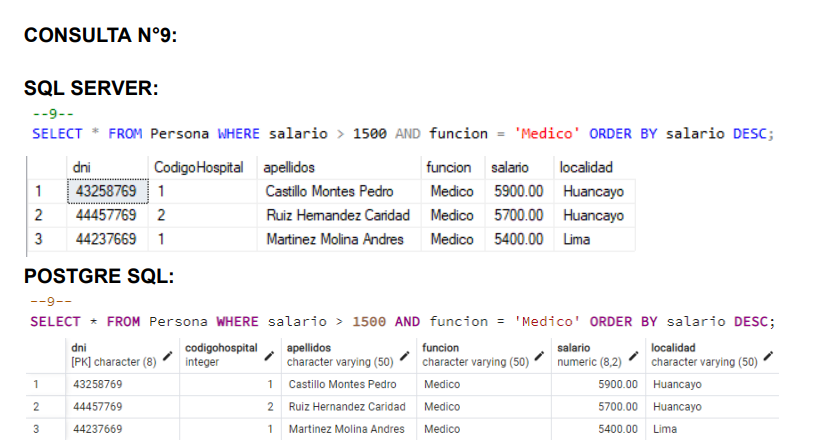 CONSULTA N°9:
SQL SERVER:
--9--
SELECT * FROM Persona WHERE salario > 1500 AND funcion = 'Medico' ORDER BY salario DESC;
dni CodigoHospital apellidos funcion salario localidad
1 43258769 1 Castillo Montes Pedro Medico 5900.00 Huancayo
2 44457769 2 Ruiz Hernandez Caridad Medico 5700.00 Huancayo
3 44237669 1 Martinez Molina Andres Medico 5400.00 Lima
POSTGRE SQL:
--9--
SELECT * FROM Persona WHERE salario > 1500 AND funcion = 'Medico' ORDER BY salario DESC;
dni codigohospital apellidos funcion salario localidad
[PK] character (8) integer character varying (50) character varying (50) numeric (8,2) character varying (50)
1 43258769 1 Castillo Montes Pedro Medico 5900.00 Huancayo
2 44457769 2 Ruiz Hernandez Caridad Medico 5700.00 Huancayo
3 44237669 1 Martinez Molina Andres Medico 5400.00 Lima